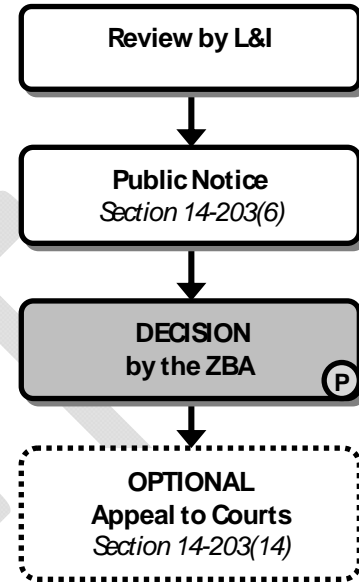 Review by L&I
Public Notice
Section 14-203(6)
DECISION
by the ZBA
P
OPTIONAL
Appeal to Courts
Section 14-203(14)